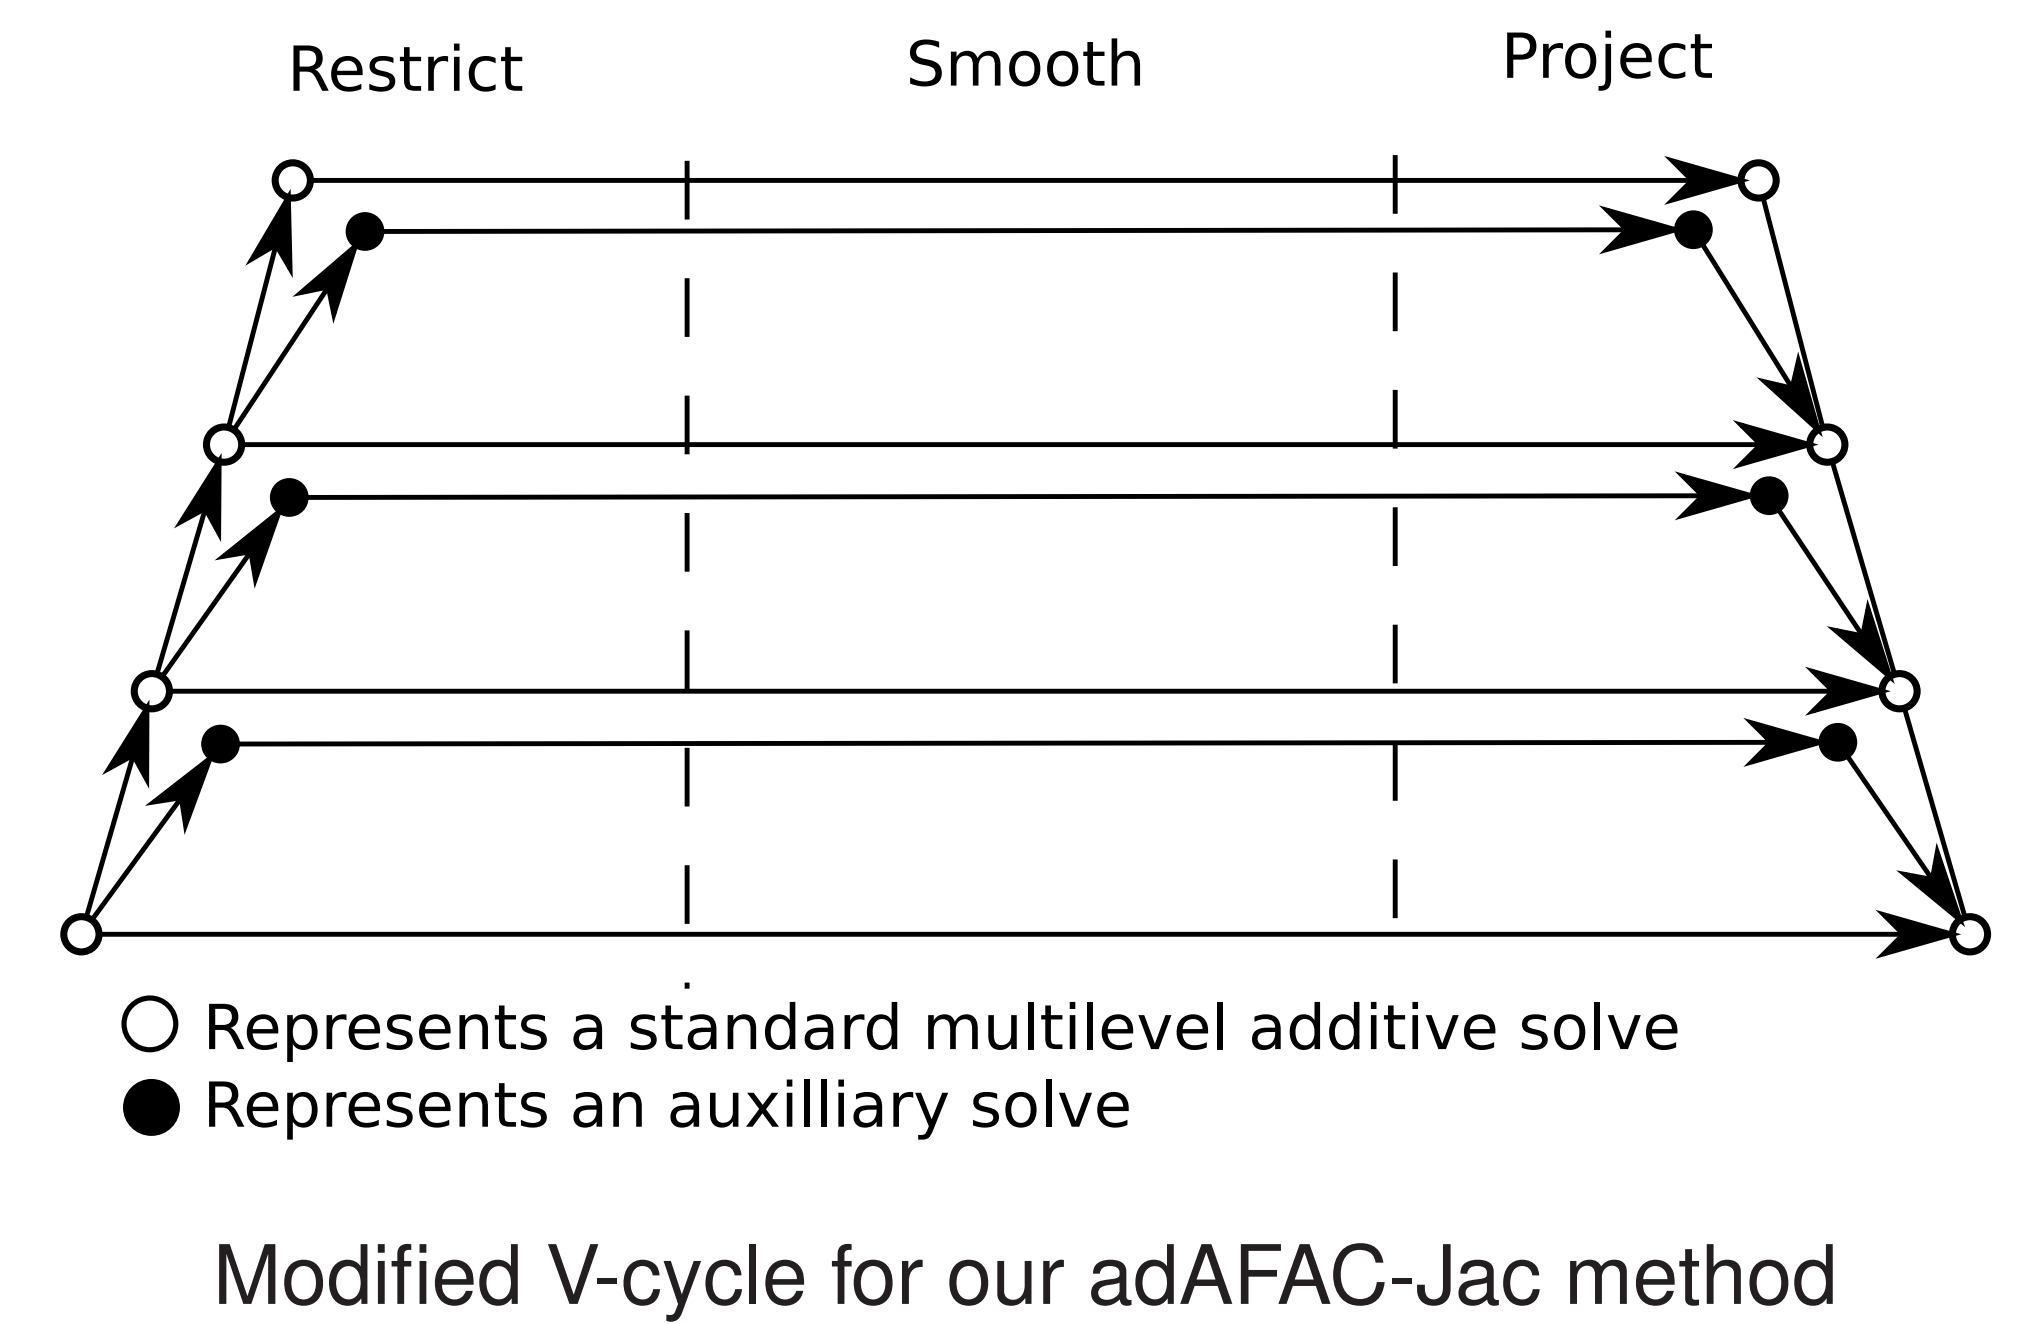 Restrict
Smooth
Project
Represents a standard multilevel additive solve
Represents an auxilliary solve
Modified V-cycle for our adAFAC-Jac method